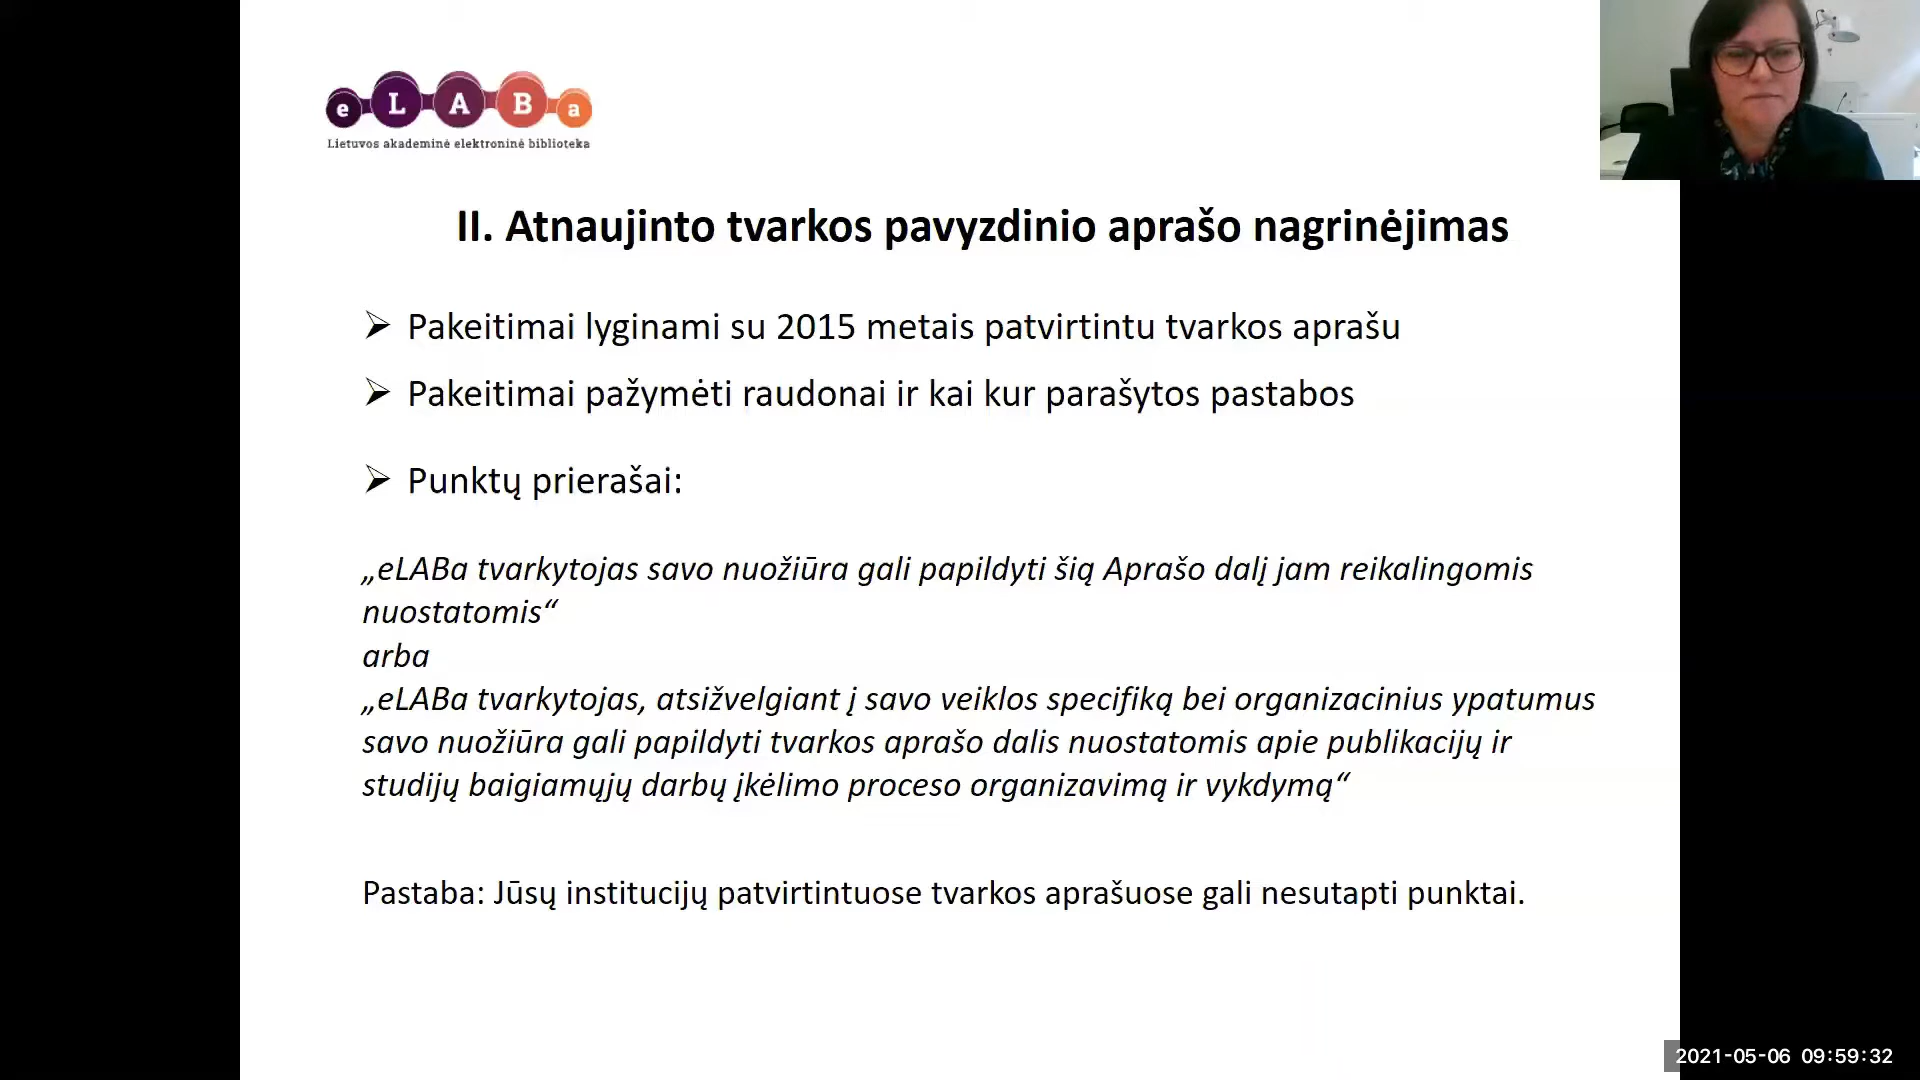 eLABa
Lietuvos akademinė elektroninė biblioteka
II. Atnaujinto tvarkos pavyzdinio aprašo nagrinėjimas
➢ Pakeitimai lyginami su 2015 metais patvirtintu tvarkos aprašu
➢ Pakeitimai pažymėti raudonai ir kai kur parašytos pastabos
➢ Punktų prierašai:
„eLABa tvarkytojas savo nuožiūra gali papildyti šią Aprašo dalį jam reikalingomis
nuostatomis“
arba
„eLABa tvarkytojas, atsižvelgiant į savo veiklos specifiką bei organizacinius ypatumus
savo nuožiūra gali papildyti tvarkos aprašo dalis nuostatomis apie publikacijų ir
studijų baigiamųjų darbų įkėlimo proceso organizavimą ir vykdymą“
Pastaba: Jūsų institucijų patvirtintuose tvarkos aprašuose gali nesutapti punktai.
2021-05-06 09:59:32